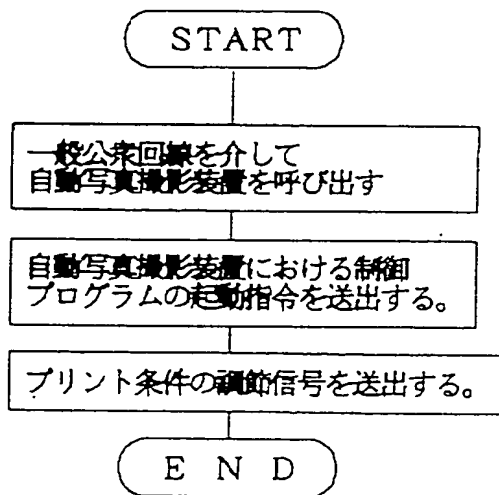 START
一般公衆回線を介して
自動写真撮影装置を呼び出す
自動写真撮影装置における制御
プログラムの起動指令を送出する。
プリント条件の調節信号を送出する。
END